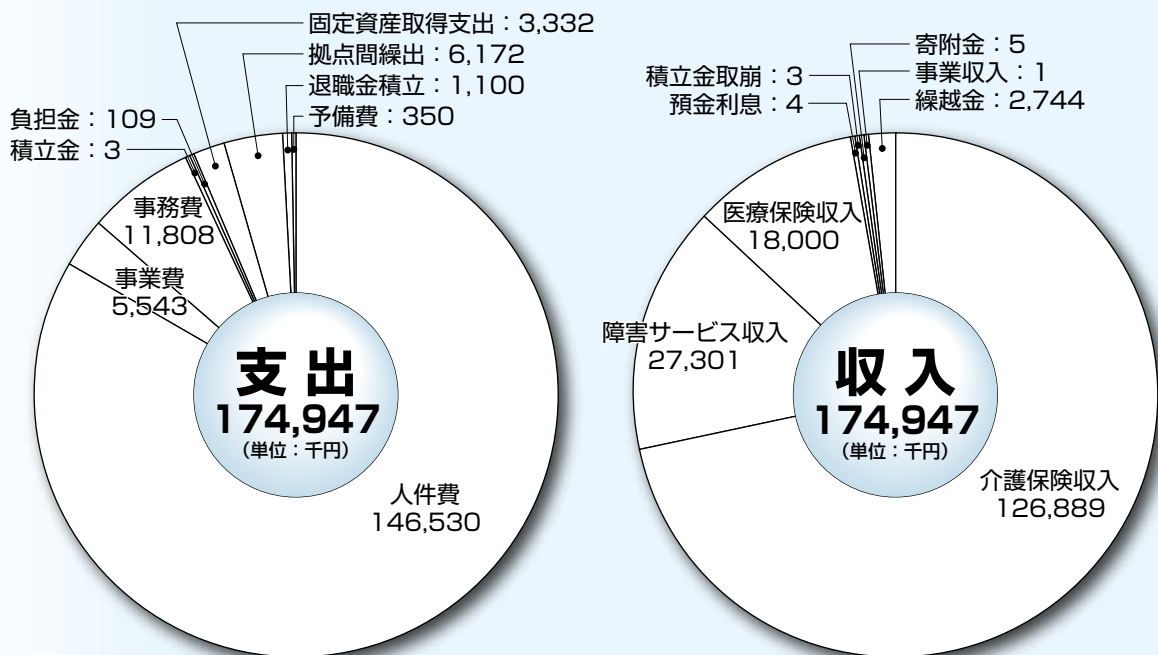 固定資産取得支出：3,332
拠点間繰出：6,172
退職金積立：1,100
予備費：350
負担金：109
積立金：3
事務費
11,808
事業費
5,543
支出
174,947
（単位：千円）
人件費
146,530
寄附金：5
積立金取崩：3
事業収入：1
預金利息：4
繰越金：2,744
医療保険収入
18,000
障害サービス収入
27,301
収入
174,947
（単位：千円）
介護保険収入
126,889